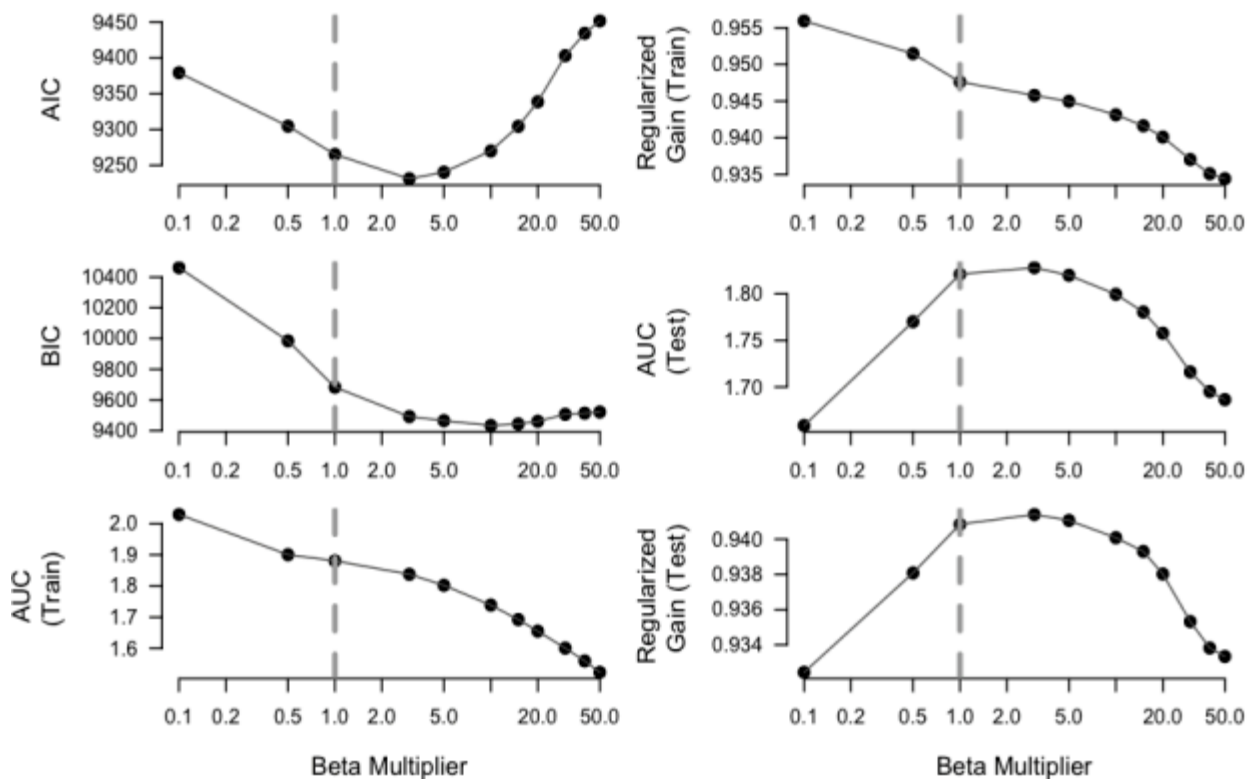 AIC
9450
9400
9350
9300
9250
0.1 0.2 0.5 1.0 2.0 5.0 20.0 50.0
Regularized
Gain (Train)
0.955
0.950
0.945
0.940
0.935
0.1 0.2 0.5 1.0 2.0 5.0 20.0 50.0
BIC
10400
10200
10000
9800
9600
9400
0.1 0.2 0.5 1.0 2.0 5.0 20.0 50.0
AUC
(Test)
1.80
1.75
1.70
0.1 0.2 0.5 1.0 2.0 5.0 20.0 50.0
AUC
(Train)
2.0
1.9
1.8
1.7
1.6
0.1 0.2 0.5 1.0 2.0 5.0 20.0 50.0
Beta Multiplier
Regularized
Gain (Test)
0.940
0.938
0.936
0.934
0.1 0.2 0.5 1.0 2.0 5.0 20.0 50.0
Beta Multiplier